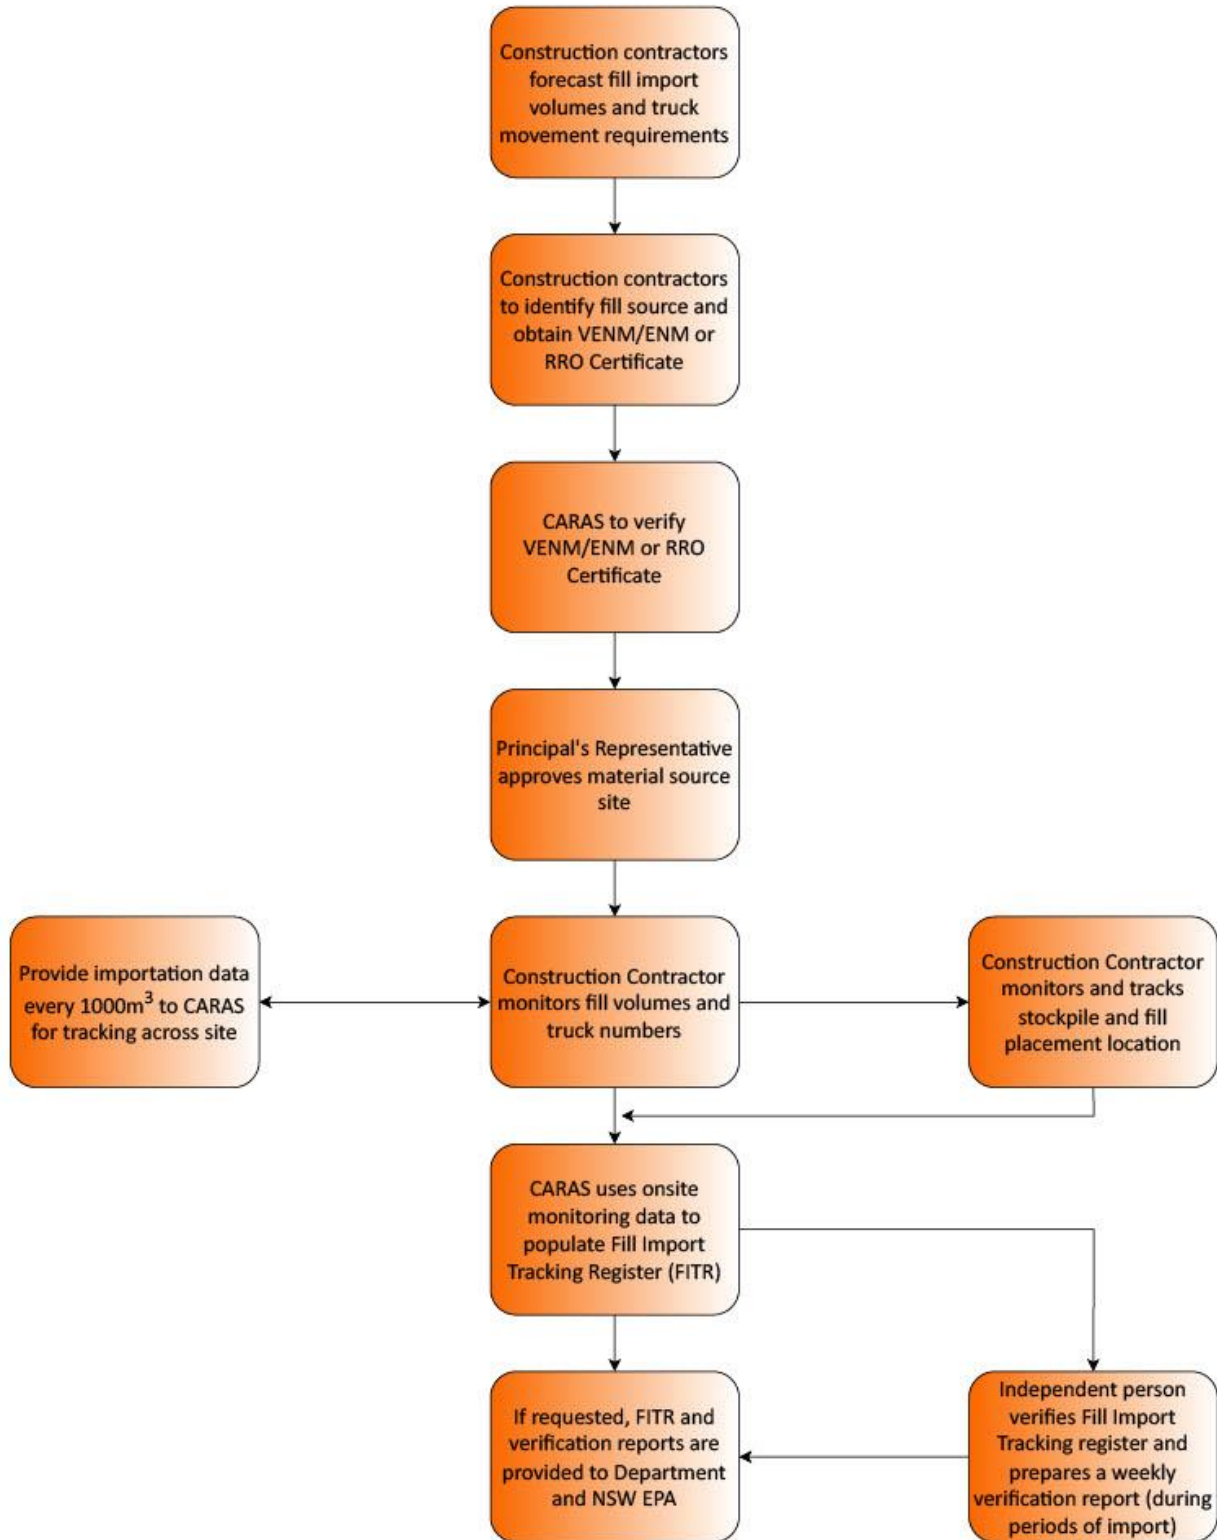 Construction contractors
forecast fill import
volumes and truck
movement requirements
Construction contractors
to identify fill source and
obtain VENM/ENM or
RRO Certificate
CARAS to verify
VENM/ENM or RRO
Certificate
Principal's Representative
approves material source
site
Provide importation data
every 1000m³ to CARAS
for tracking across site
Construction Contractor
monitors fill volumes and
truck numbers
Construction Contractor
monitors and tracks
stockpile and fill
placement location
CARAS uses onsite
monitoring data to
populate Fill Import
Tracking Register (FITR)
If requested, FITR and
verification reports are
provided to Department
and NSW EPA
Independent person
verifies Fill Import
Tracking register and
prepares a weekly
verification report (during
periods of import)